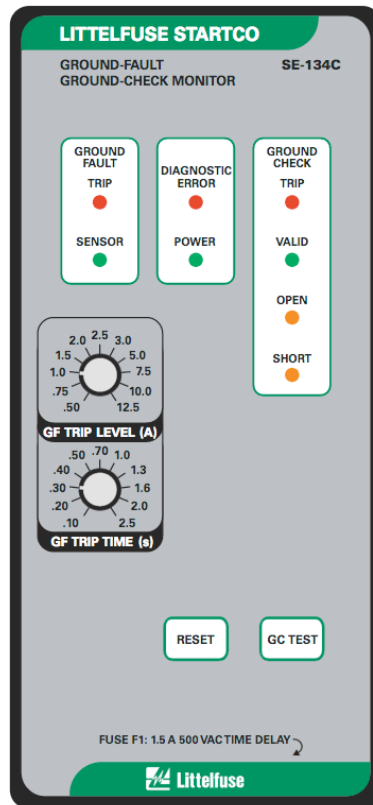 LITTELFUSE STARTCO
GROUND-FAULT SE-134C
GROUND-CHECK MONITOR
GROUND
FAULT
TRIP
SENSOR
DIAGNOSTIC
ERROR
POWER
GROUND
CHECK
TRIP
VALID
OPEN
SHORT
2.5
2.0 3.0
1.5 5.0
1.0 7.5
.75 10.0
.50 12.5
GF TRIP LEVEL (A)
.50 .70 1.0
.40 1.3
.30 1.6
.20 2.0
.10 2.5
GF TRIP TIME (s)
RESET
GC TEST
FUSE F1: 1.5 A 500 VAC TIME DELAY
Littelfuse